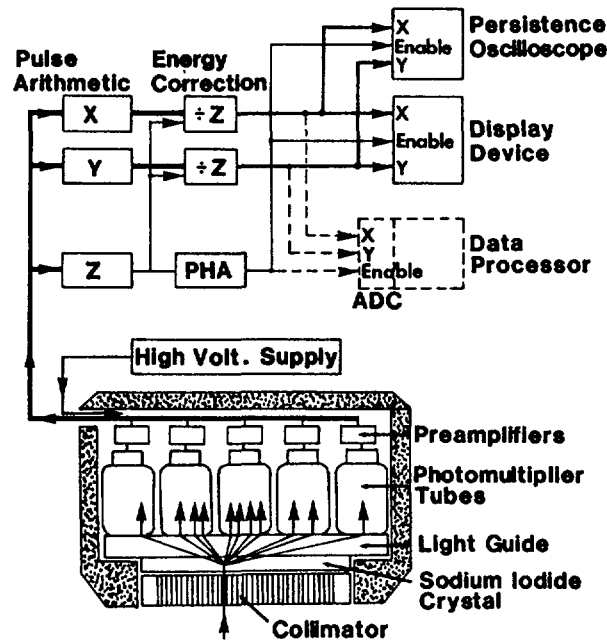 Persistence
Oscilloscope
X
Enable
Y
Pulse
Arithmetic
Energy
Correction
X
÷Z
X
Enable
Y
Display
Device
Y
÷Z
X
Y
Enable
ADC
Data
Processor
Z
PHA
High Volt. Supply
Preamplifiers
Photomultiplier
Tubes
Light Guide
Sodium Iodide
Crystal
Collimator